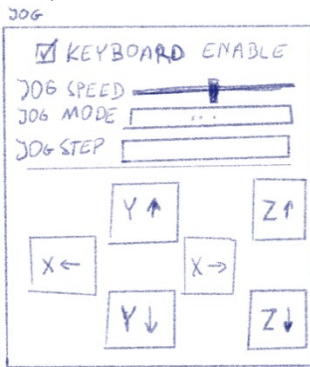 JOG
KEYBOARD ENABLE
JOG SPEED
JOG MODE ...
JOG STEP
Y ↑ Z ↑
X ← X →
Y ↓ Z ↓